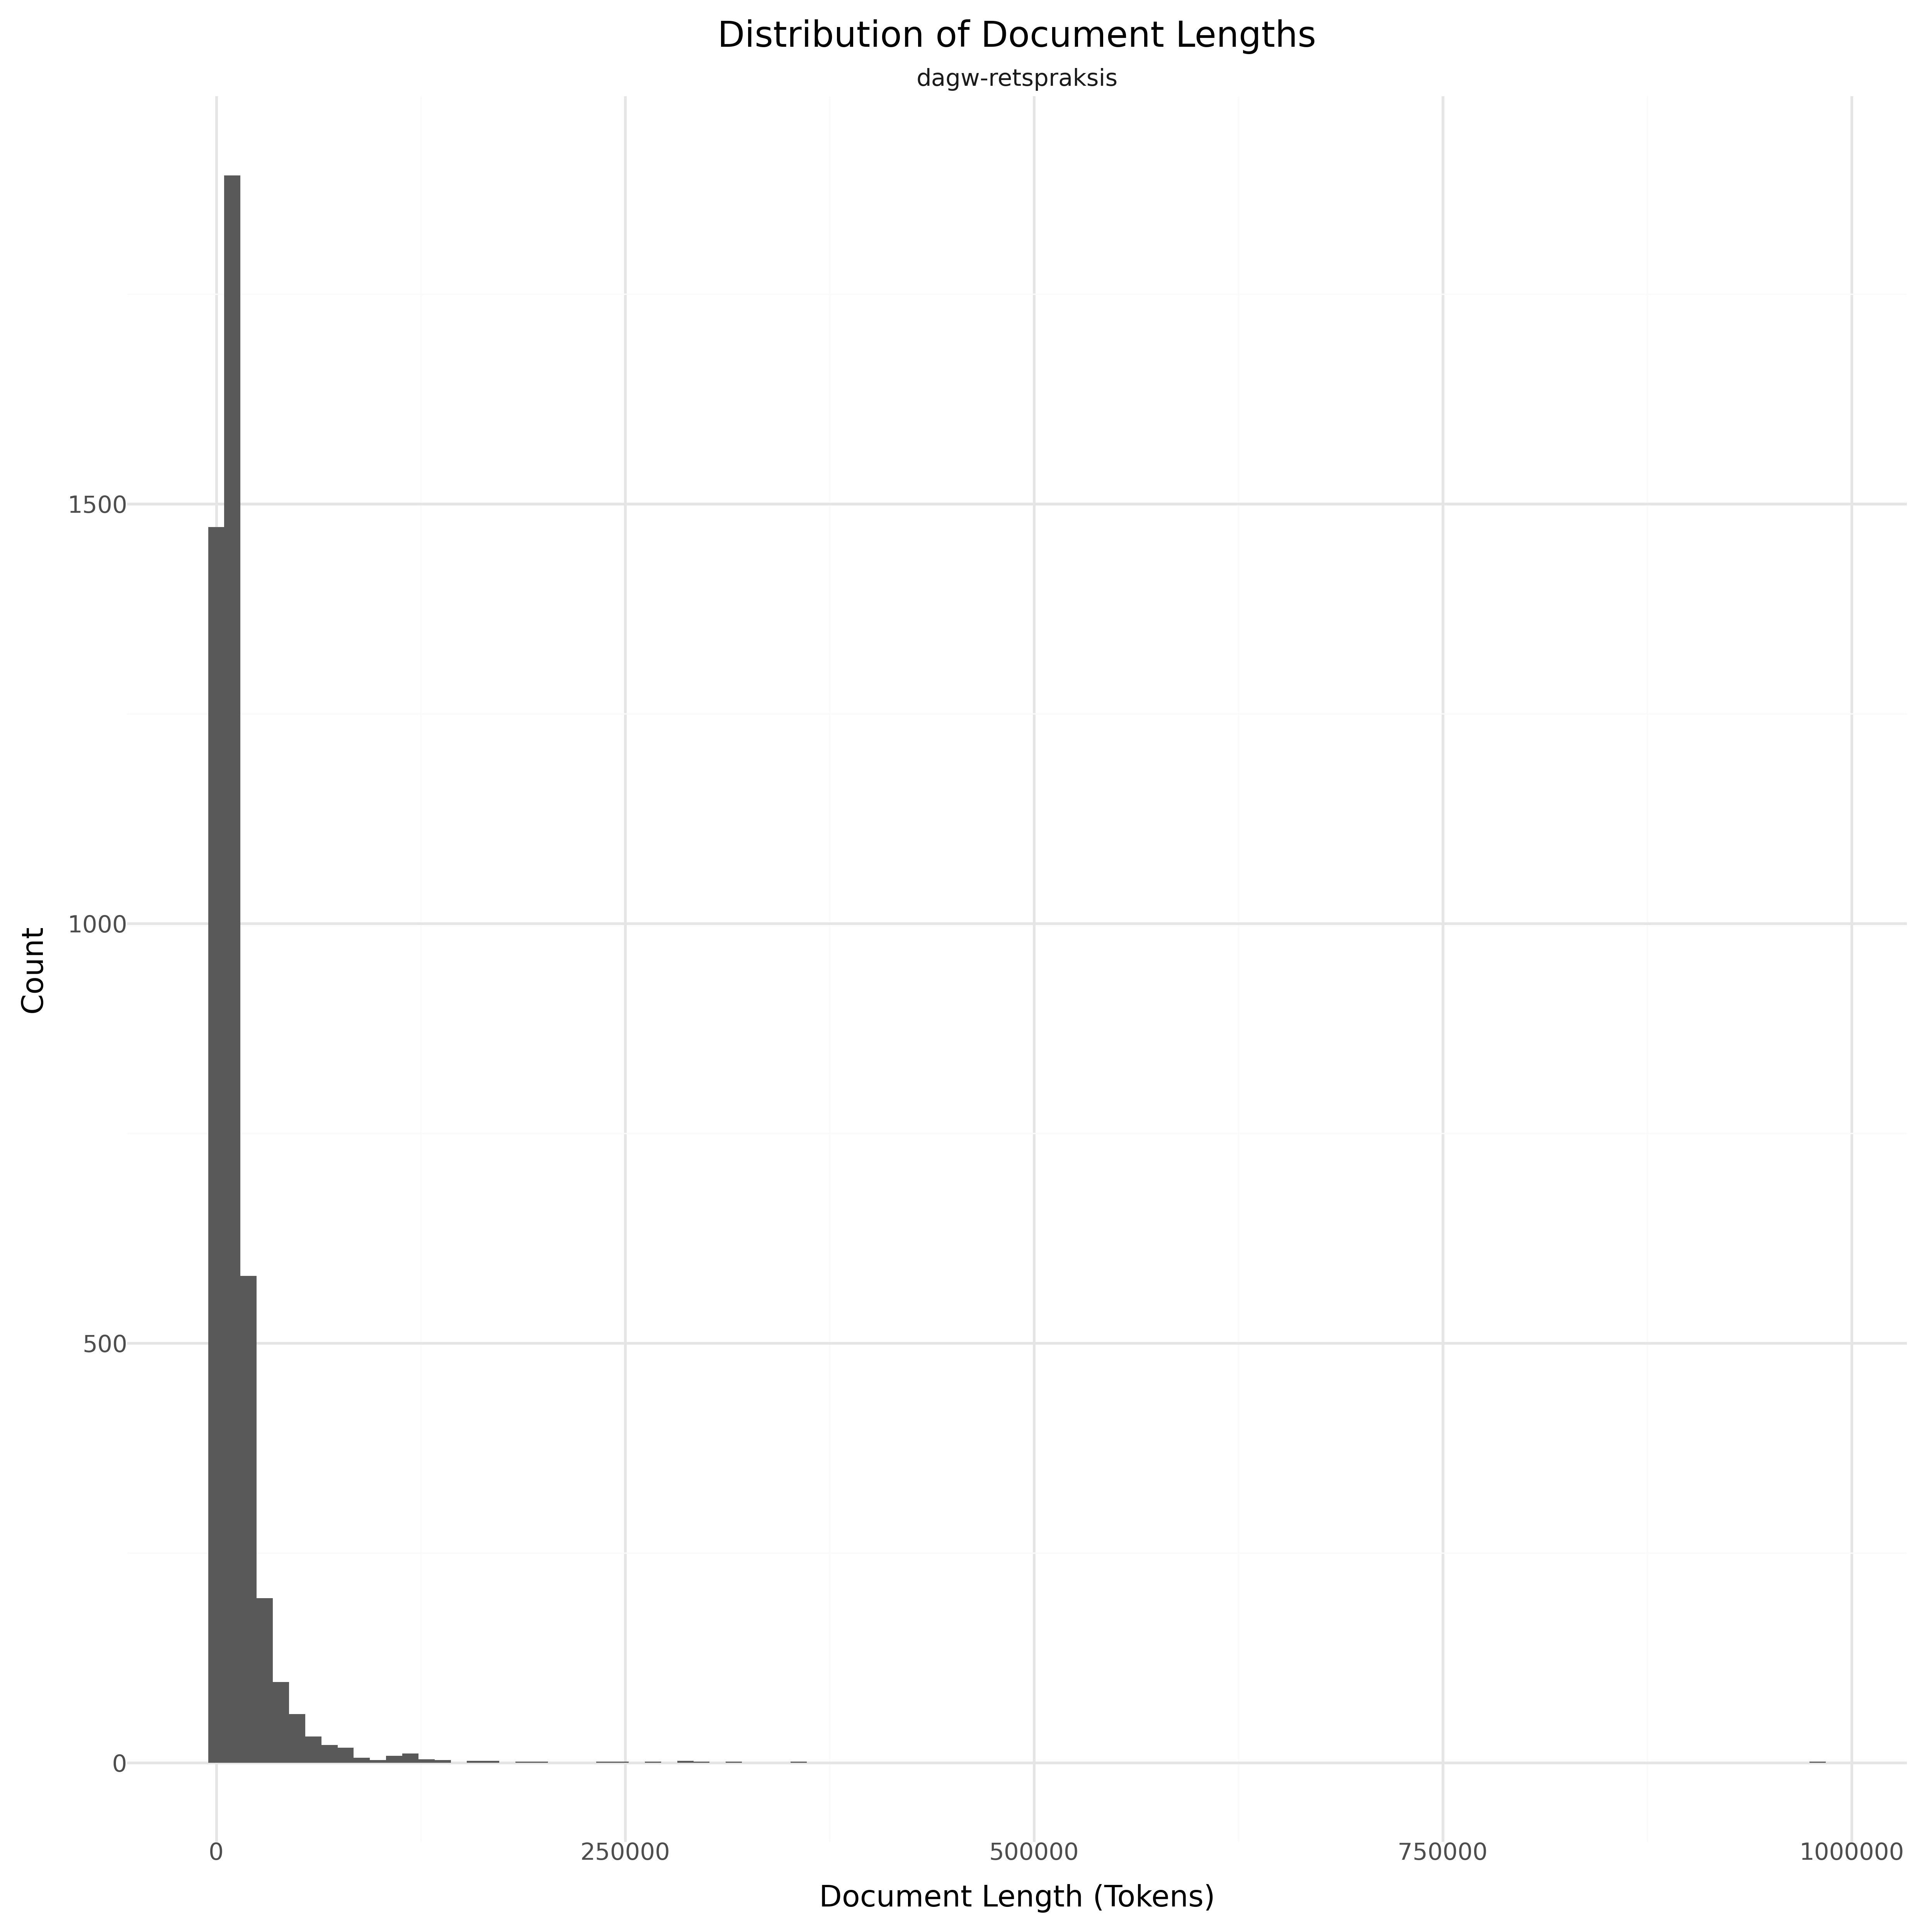 Distribution of Document Lengths
dagw-retspraksis
1500
1000
500
0
Count
0 250000 500000 750000 1000000
Document Length (Tokens)